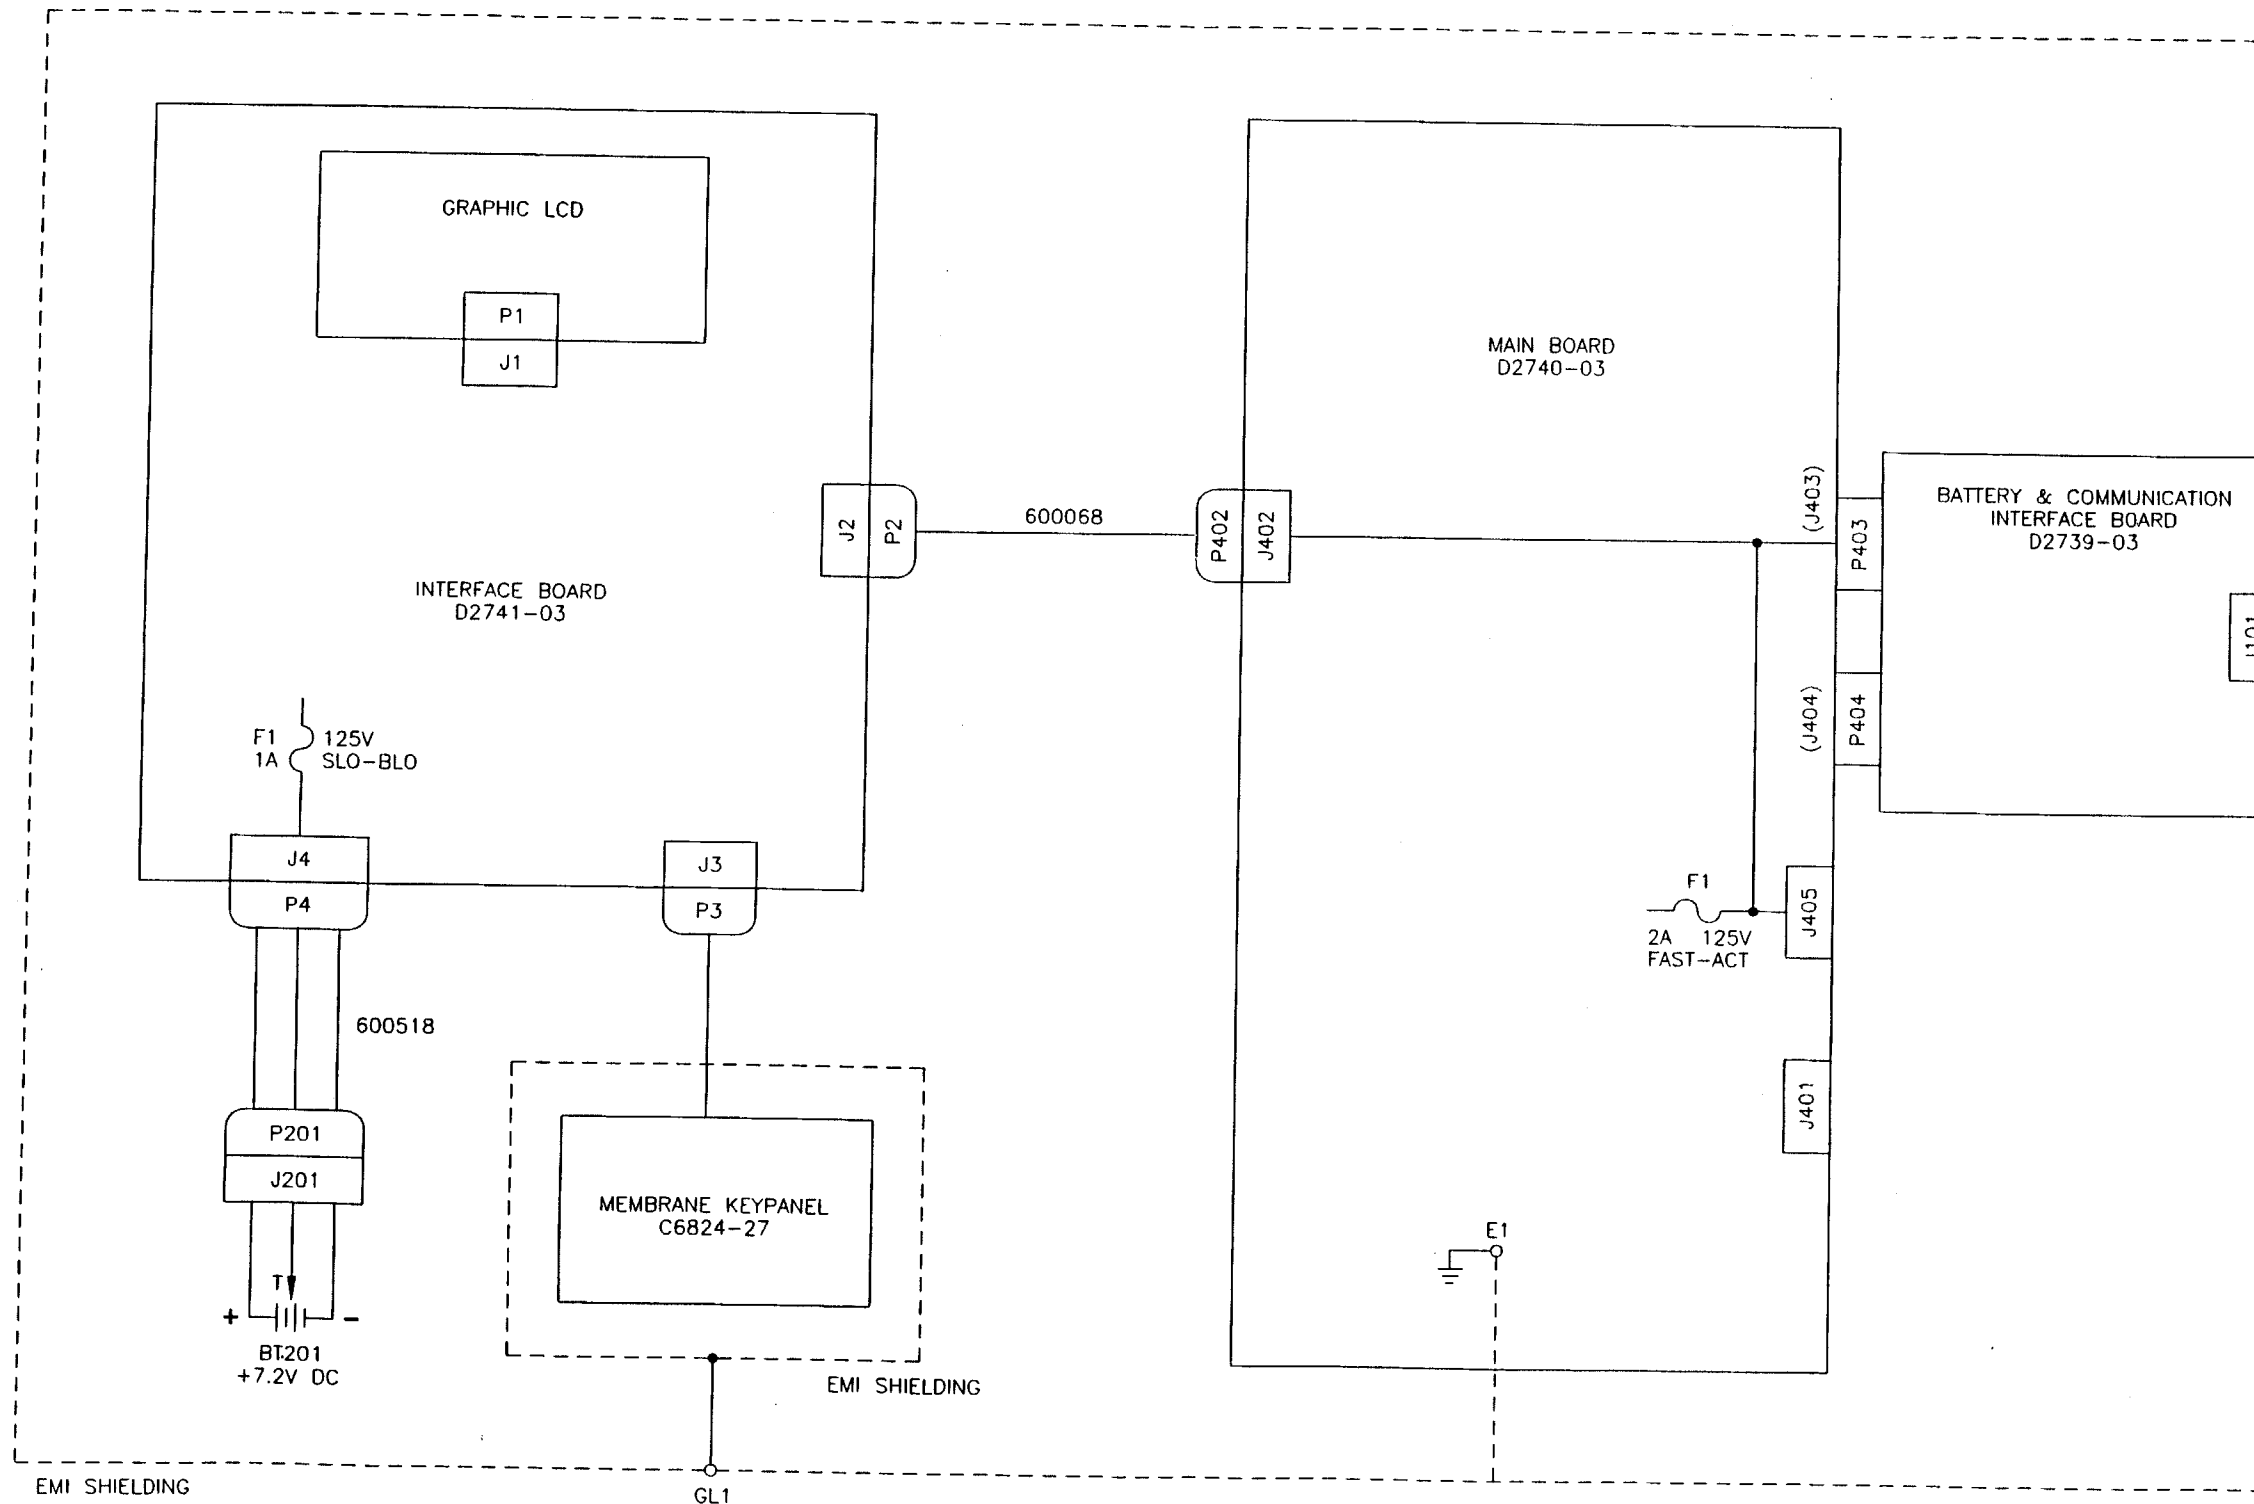 GRAPHIC LCD
P1
J1
INTERFACE BOARD
D2741-03
J2
P2
600068
F1
1A
125V
SLO-BLO
J4
P4
J3
P3
600518
P201
J201
T
+
-
BT201
+7.2V DC
MEMBRANE KEYPANEL
C6824-27
EMI SHIELDING
EMI SHIELDING
GL1
MAIN BOARD
D2740-03
P402
J402
(J403)
P403
(J404)
P404
BATTERY & COMMUNICATION
INTERFACE BOARD
D2739-03
F1
2A 125V
FAST-ACT
J405
J401
E1